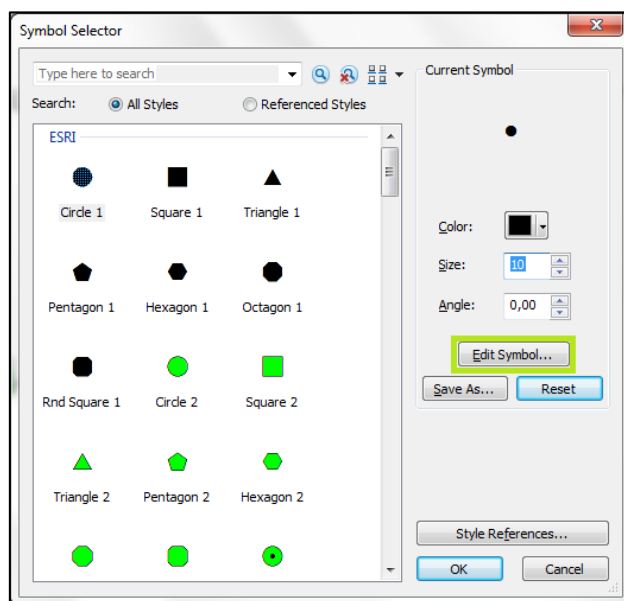 Symbol Selector
Type here to search
Search: All Styles Referenced Styles
ESRI
Circle 1 Square 1 Triangle 1
Pentagon 1 Hexagon 1 Octagon 1
Rnd Square 1 Circle 2 Square 2
Triangle 2 Pentagon 2 Hexagon 2
Current Symbol
Color:
Size: 10
Angle: 0,00
Edit Symbol...
Save As... Reset
Style References...
OK Cancel